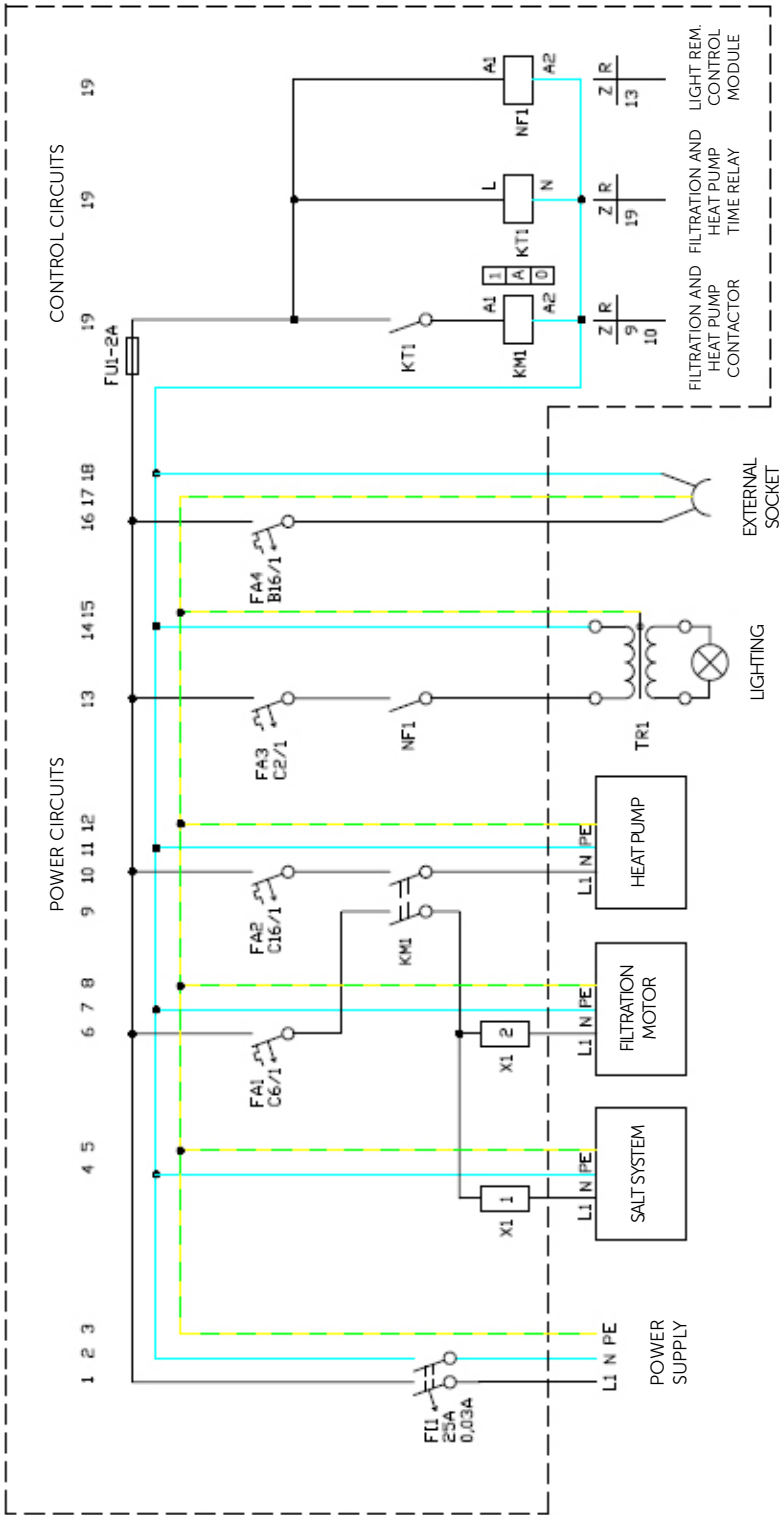 POWER CIRCUITS
CONTROL CIRCUITS
1 2 3
4 5
6 7 8
9 10 11 12
13 14 15
16 17 18
19
19
19
FU1-2A
FI1
25A
0,03A
FA1
C6/1
FA2
C16/1
FA3
C2/1
FA4
B16/1
KM1
NF1
KT1
1 A 0
A1
KM1
A2
L
KT1
N
A1
NF1
A2
X1 1
X1 2
TR1
Z R
9
10
Z R
19
Z R
13
L1 N PE
POWER
SUPPLY
L1 N PE
SALT SYSTEM
L1 N PE
FILTRATION
MOTOR
L1 N PE
HEAT PUMP
LIGHTING
EXTERNAL
SOCKET
FILTRATION AND
HEAT PUMP
CONTACTOR
FILTRATION AND
HEAT PUMP
TIME RELAY
LIGHT REM.
CONTROL
MODULE